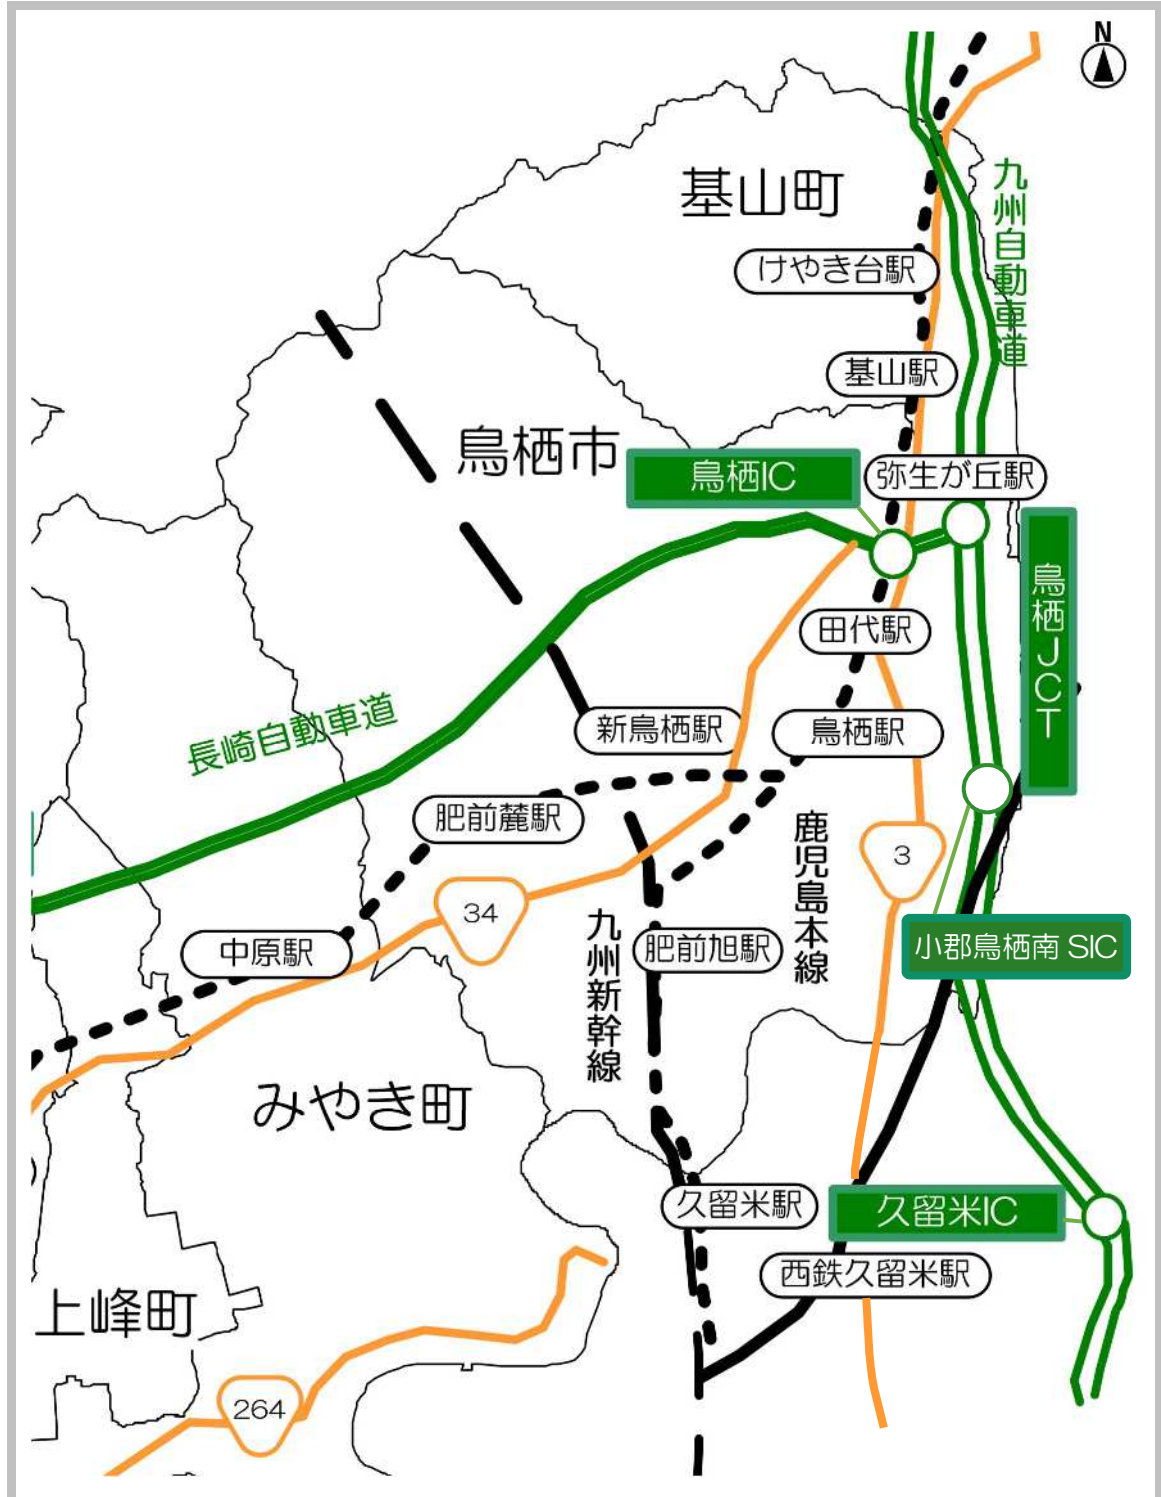 N
基山町
九州自動車道
けやき台駅
基山駅
鳥栖市
鳥栖IC
弥生が丘駅
鳥栖JCT
田代駅
長崎自動車道
新鳥栖駅
鳥栖駅
肥前麓駅
鹿児島本線
3
34
九州新幹線
中原駅
肥前旭駅
小郡鳥栖南 SIC
みやき町
久留米駅
久留米IC
西鉄久留米駅
上峰町
264